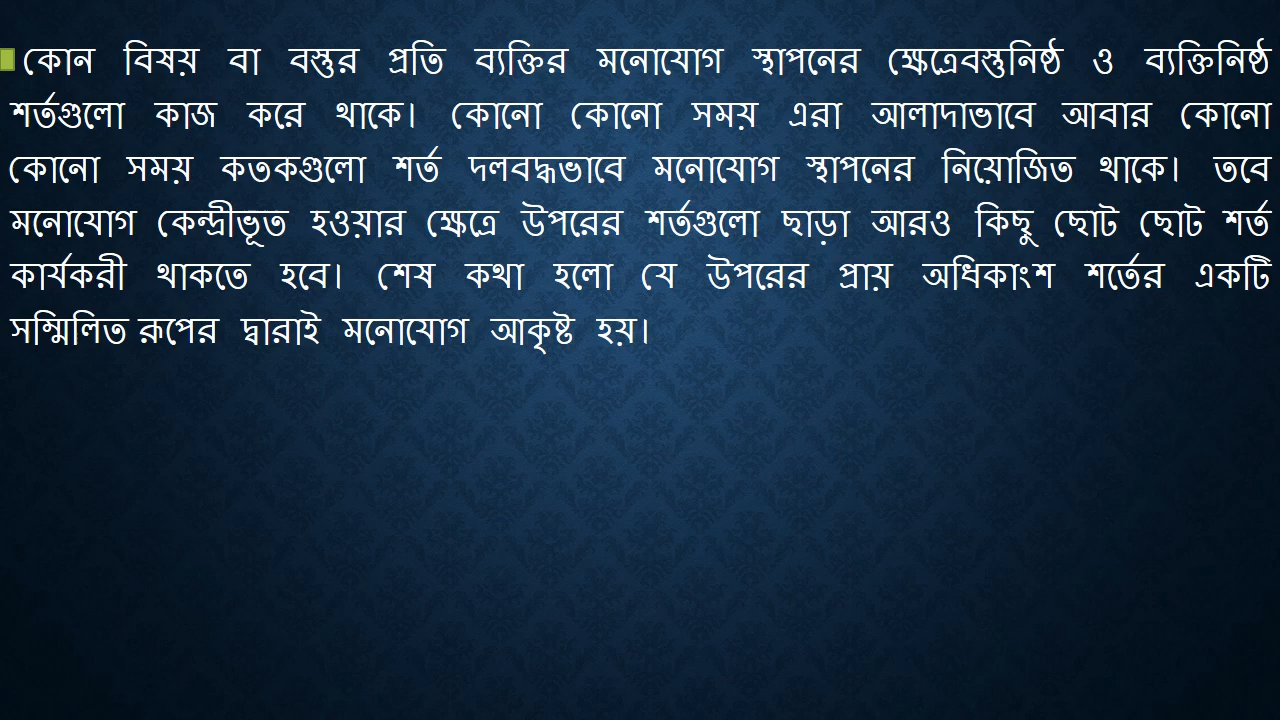 কোন বিষয় বা বস্তুর প্রতি ব্যক্তির মনোযোগ স্থাপনের ক্ষেত্রেবস্তুনিষ্ঠ ও ব্যক্তিনিষ্ঠ
শর্তগুলো কাজ করে থাকে। কোনো কোনো সময় এরা আলাদাভাবে আবার কোনো
কোনো সময় কতকগুলো শর্ত দলবদ্ধভাবে মনোযোগ স্থাপনের নিয়োজিত থাকে। তবে
মনোযোগ কেন্দ্রীভূত হওয়ার ক্ষেত্রে উপরের শর্তগুলো ছাড়া আরও কিছু ছোট ছোট শর্ত
কার্যকরী থাকতে হবে। শেষ কথা হলো যে উপরের প্রায় অধিকাংশ শর্তের একটি
সম্মিলিত রূপের দ্বারাই মনোযোগ আকৃষ্ট হয়।